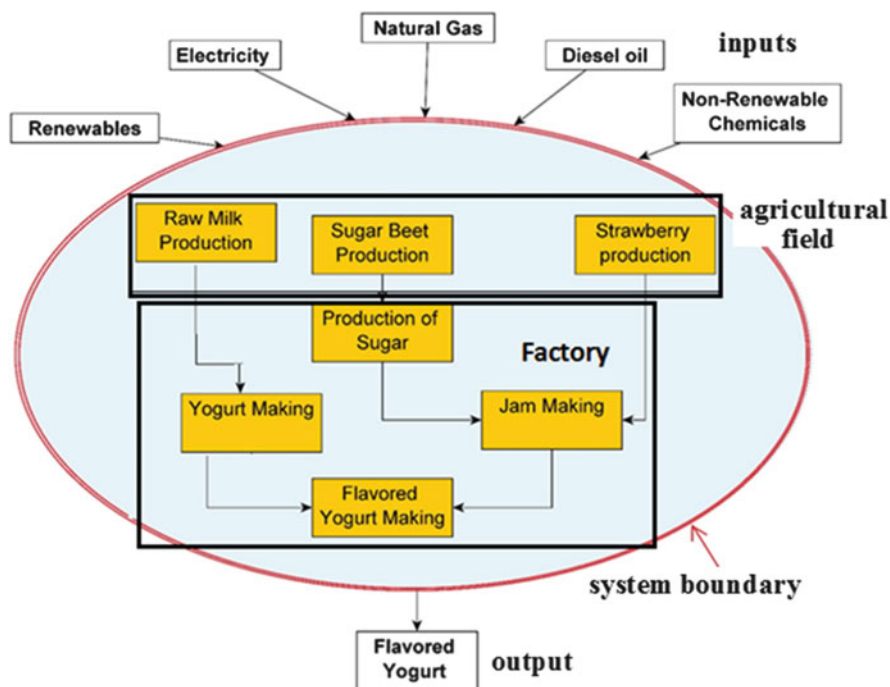 Natural Gas
inputs
Electricity
Diesel oil
Renewables
Non-Renewable
Chemicals
Raw Milk
Production
Sugar Beet
Production
Strawberry
production
agricultural
field
Production of
Sugar
Factory
Yogurt Making
Jam Making
Flavored
Yogurt Making
system boundary
Flavored
Yogurt
output